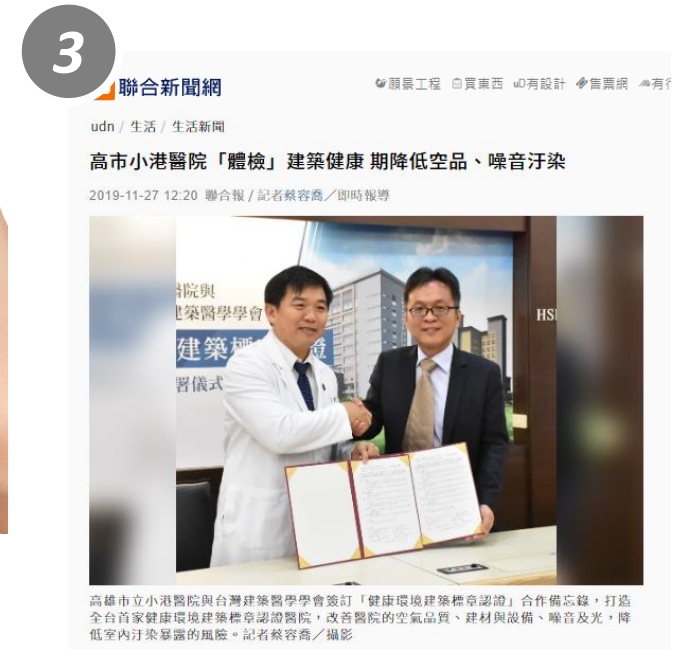 3
聯合新聞網
願景工程 買東西 uD有設計 售票網 有行
udn / 生活 / 生活新聞
高市小港醫院「體檢」建築健康 期降低空品、噪音汙染
2019-11-27 12:20 聯合報 / 記者蔡容喬／即時報導
醫院與
建築醫學學會
建築標章認證
署儀式
HSI
高雄市立小港醫院與台灣建築醫學學會簽訂「健康環境建築標章認證」合作備忘錄，打造
全台首家健康環境建築標章認證醫院，改善醫院的空氣品質、建材與設備、噪音及光，降
低室內汙染暴露的風險。記者蔡容喬／攝影